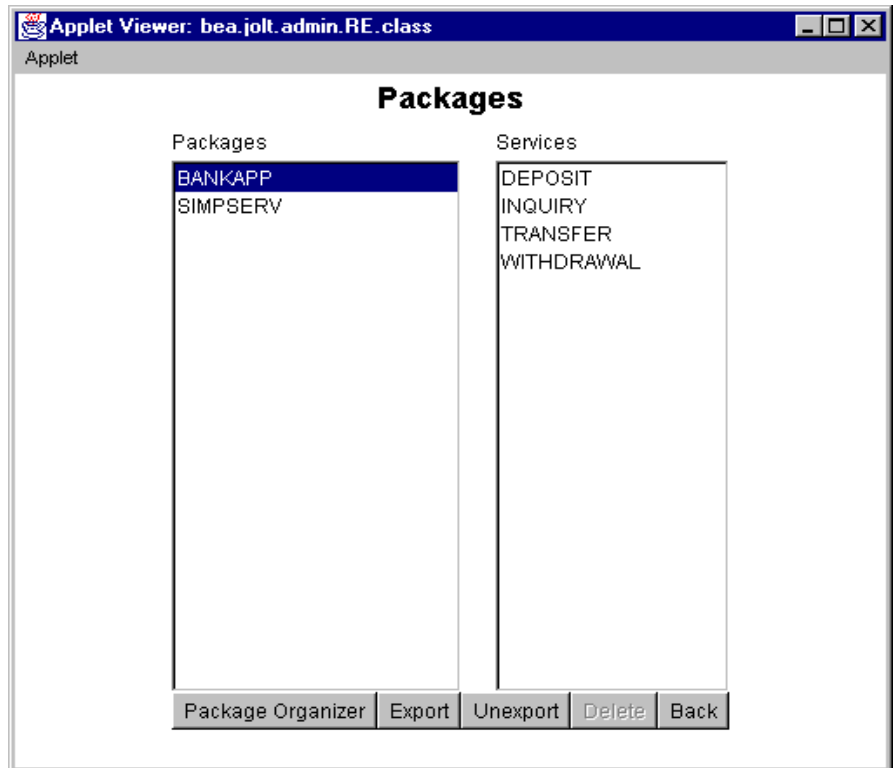 Applet Viewer: bea.jolt.admin.RE.class
Applet
Packages
Packages
Services
BANKAPP
SIMPSERV
DEPOSIT
INQUIRY
TRANSFER
WITHDRAWAL
Package Organizer Export Unexport Delete Back